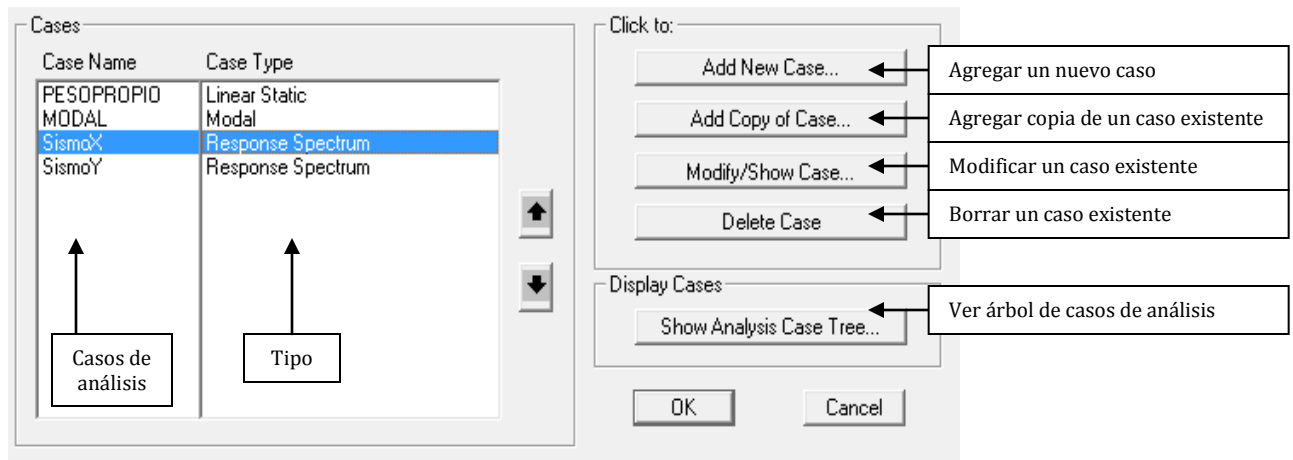 Cases
Case Name Case Type
PESOPROPIO Linear Static
MODAL Modal
SismoX Response Spectrum
SismoY Response Spectrum
Casos de
análisis
Tipo
Click to:
Add New Case...
Agregar un nuevo caso
Add Copy of Case...
Agregar copia de un caso existente
Modify/Show Case...
Modificar un caso existente
Delete Case
Borrar un caso existente
Display Cases
Show Analysis Case Tree...
Ver árbol de casos de análisis
OK Cancel